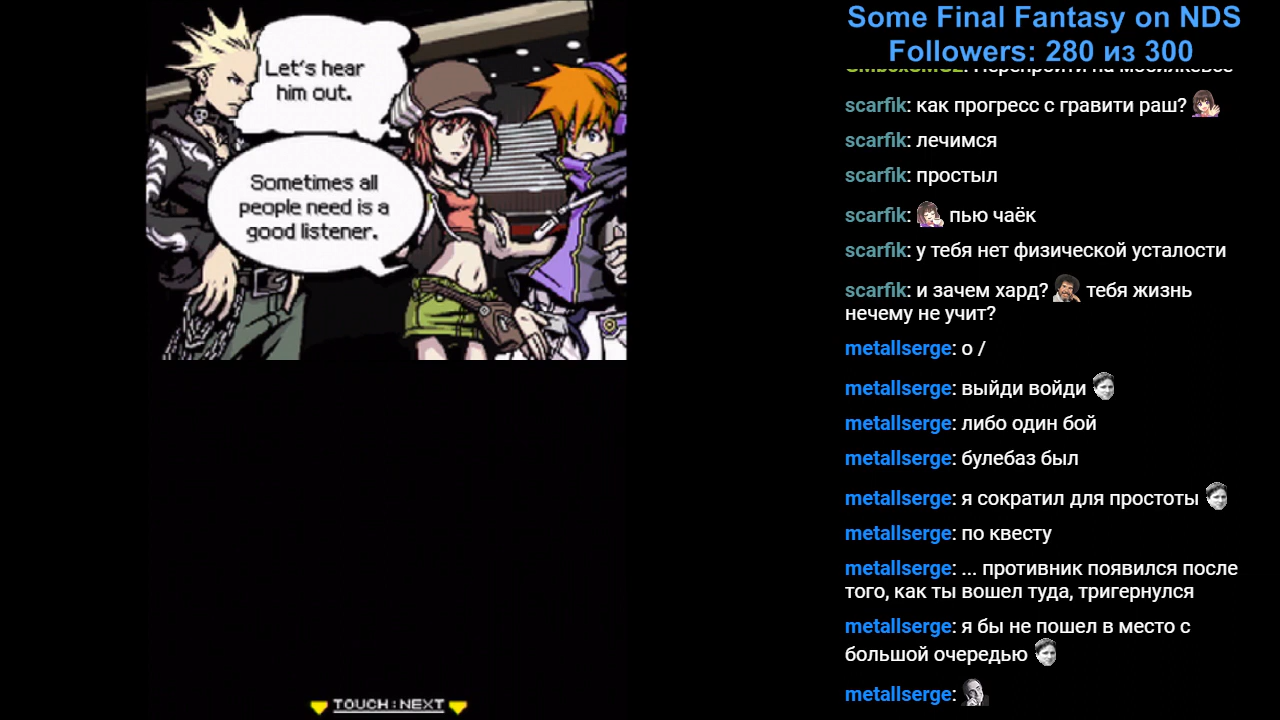 Let's hear
him out.
Sometimes all
people need is a
good listener.
TOUCH:NEXT
Some Final Fantasy on NDS
Followers: 280 из 300
scarfik: как прогресс с гравити раш?
scarfik: лечимся
scarfik: простыл
scarfik: пью чаёк
scarfik: у тебя нет физической усталости
scarfik: и зачем хард? тебя жизнь
нечему не учит?
metallserge: o /
metallserge: выйди войди
metallserge: либо один бой
metallserge: булебаз был
metallserge: я сократил для простоты
metallserge: по квесту
metallserge: ... противник появился после
того, как ты вошел туда, тригернулся
metallserge: я бы не пошел в место с
большой очередью
metallserge: